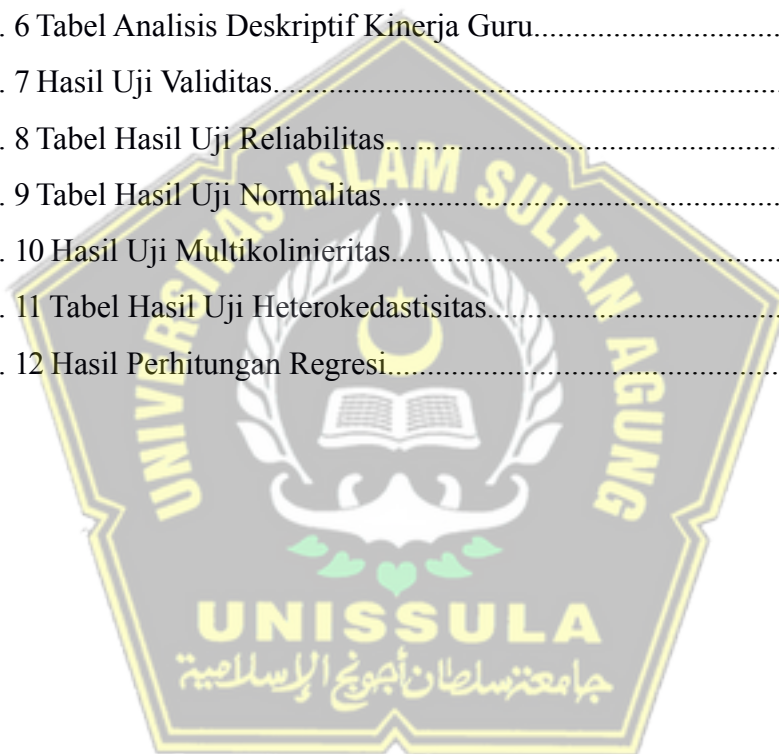 . 6 Tabel Analisis Deskriptif Kinerja Guru..............................
. 7 Hasil Uji Validitas..............................
. 8 Tabel Hasil Uji Reliabilitas..............................
. 9 Tabel Hasil Uji Normalitas..............................
. 10 Hasil Uji Multikolinieritas..............................
. 11 Tabel Hasil Uji Heterokedastisitas..............................
. 12 Hasil Perhitungan Regresi..............................
UNIVERSITAS ISLAM SULTAN AGUNG
UNISSULA
جامعتنسلطان أجونج الإسلامية